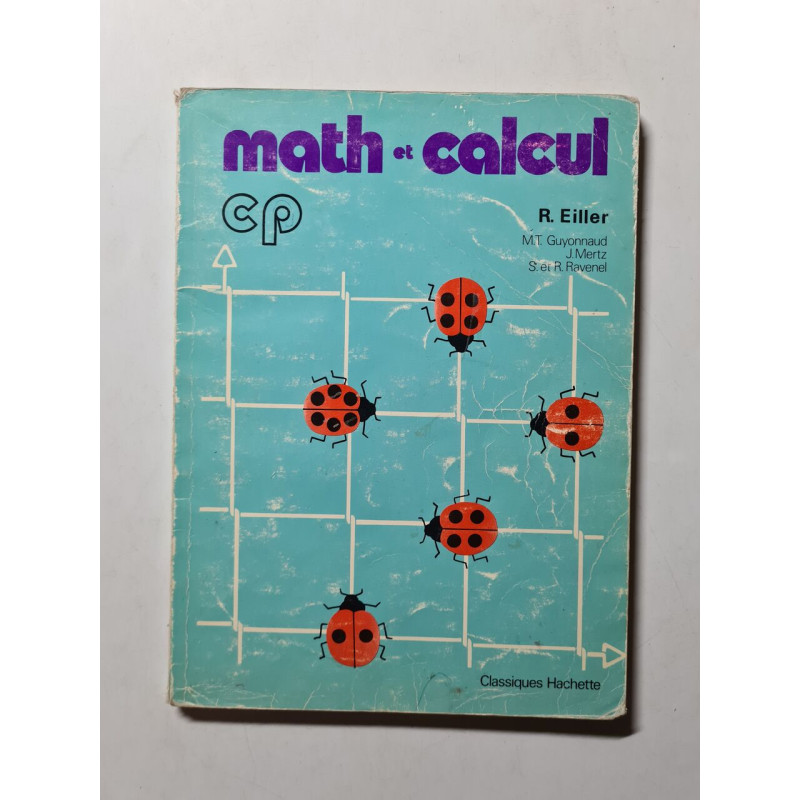 math et calcul
cp
R. Eiller
M.T. Guyonnaud
J. Mertz
S. et R. Ravenel
Classiques Hachette